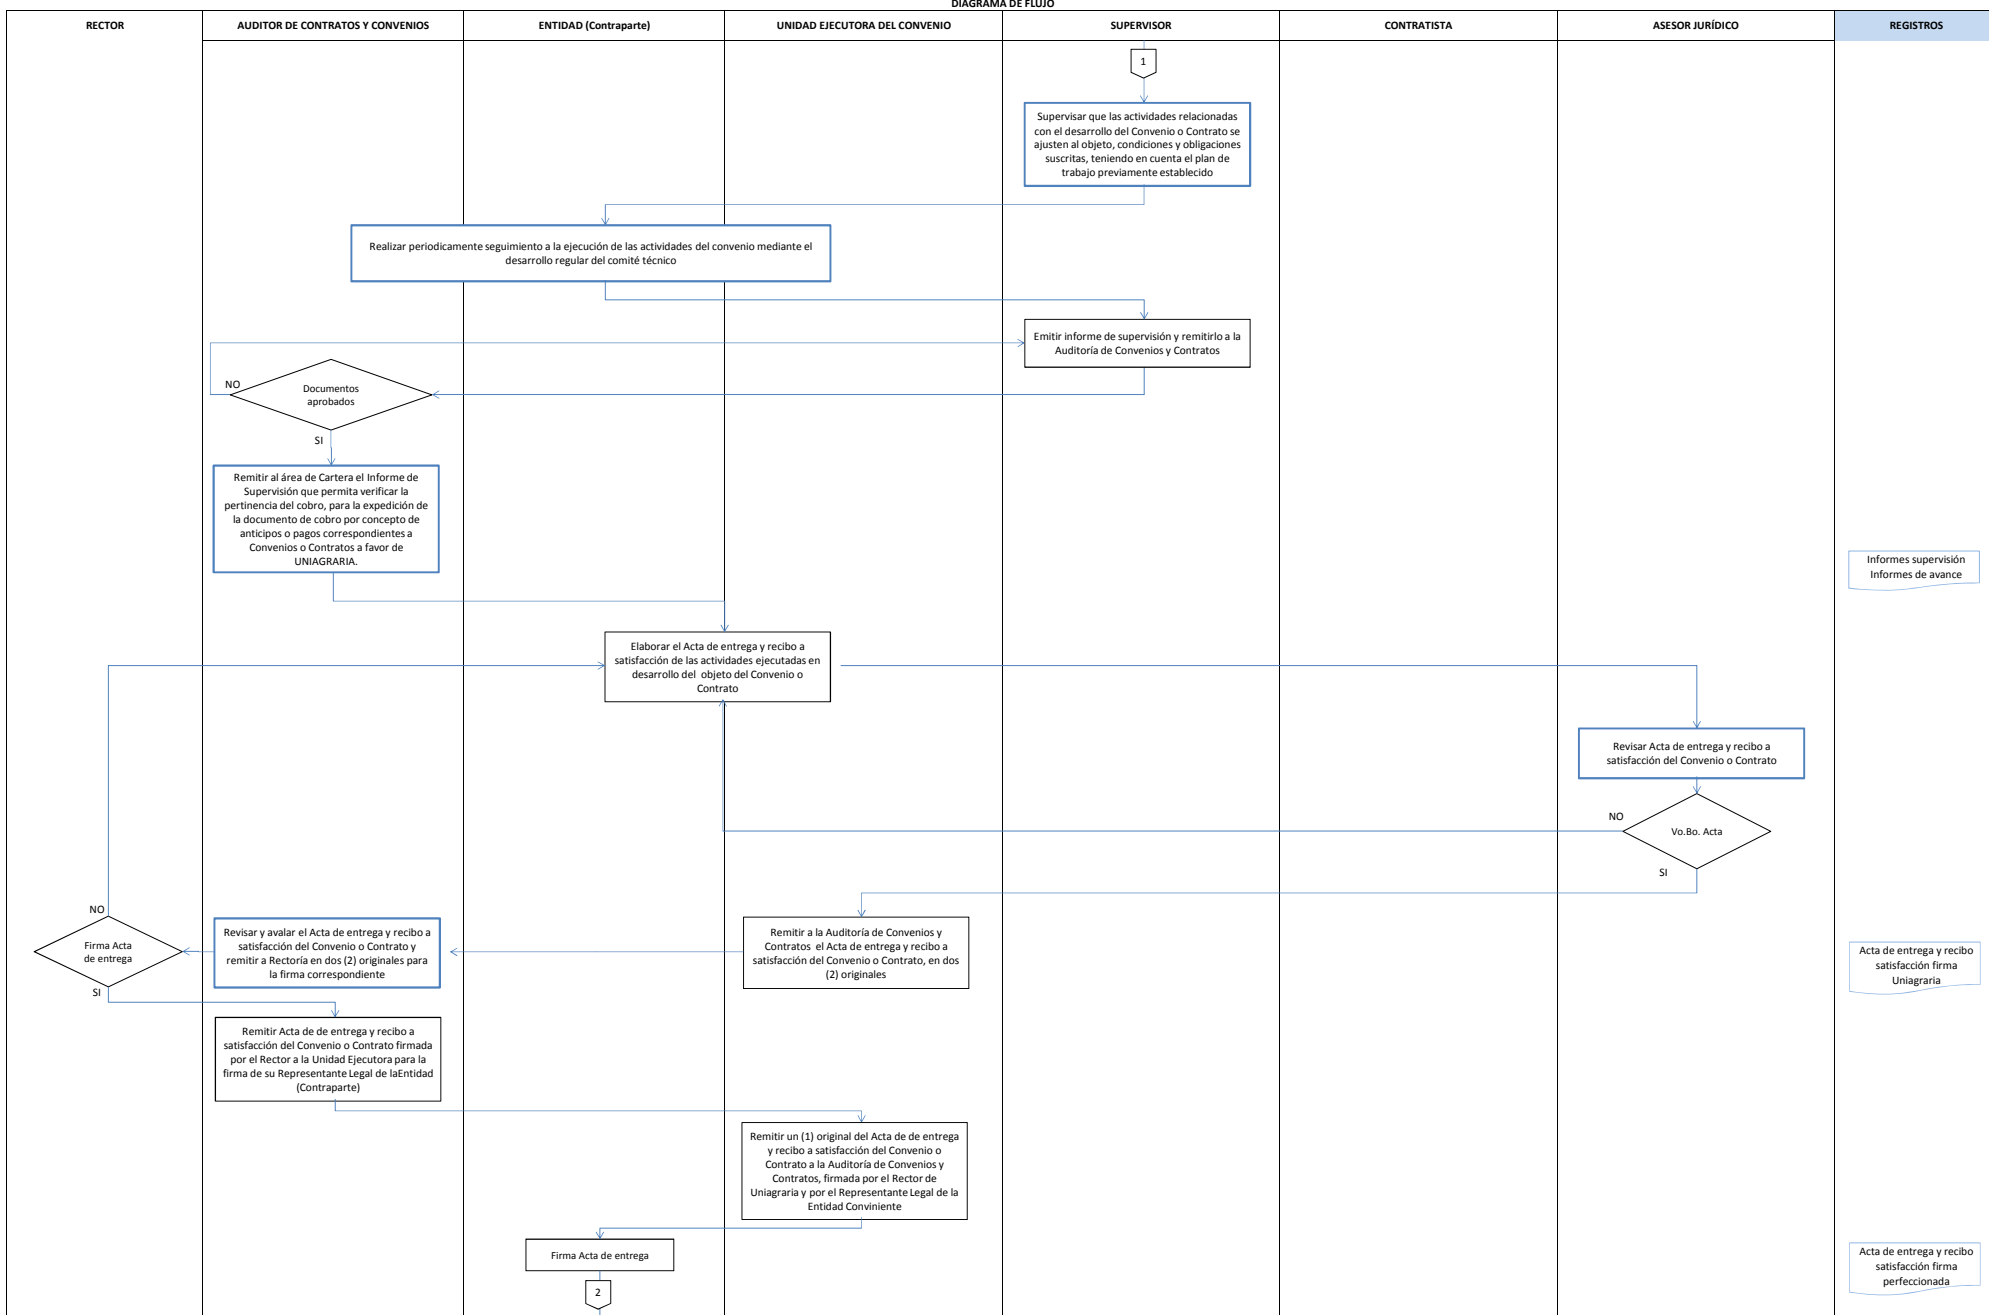 DIAGRAMA DE FLUJO
RECTOR
AUDITOR DE CONTRATOS Y CONVENIOS
ENTIDAD (Contraparte)
UNIDAD EJECUTORA DEL CONVENIO
SUPERVISOR
CONTRATISTA
ASESOR JURÍDICO
REGISTROS
1
Supervisar que las actividades relacionadas
con el desarrollo del Convenio o Contrato se
ajusten al objeto, condiciones y obligaciones
suscritas, teniendo en cuenta el plan de
trabajo previamente establecido
Realizar periodicamente seguimiento a la ejecución de las actividades del convenio mediante el
desarrollo regular del comité técnico
Emitir informe de supervisión y remitirlo a la
Auditoría de Convenios y Contratos
NO
Documentos
aprobados
SI
Remitir al área de Cartera el Informe de
Supervisión que permita verificar la
pertinencia del cobro, para la expedición de
la documento de cobro por concepto de
anticipos o pagos correspondientes a
Convenios o Contratos a favor de
UNIAGRARIA.
Informes supervisión
Informes de avance
Elaborar el Acta de entrega y recibo a
satisfacción de las actividades ejecutadas en
desarrollo del objeto del Convenio o
Contrato
Revisar Acta de entrega y recibo a
satisfacción del Convenio o Contrato
NO
Vo.Bo. Acta
SI
NO
Firma Acta
de entrega
SI
Revisar y avalar el Acta de entrega y recibo a
satisfacción del Convenio o Contrato y
remitir a Rectoría en dos (2) originales para
la firma correspondiente
Remitir a la Auditoría de Convenios y
Contratos el Acta de entrega y recibo a
satisfacción del Convenio o Contrato, en dos
(2) originales
Acta de entrega y recibo
satisfacción firma
Uniagraria
Remitir Acta de de entrega y recibo a
satisfacción del Convenio o Contrato firmada
por el Rector a la Unidad Ejecutora para la
firma de su Representante Legal de laEntidad
(Contraparte)
Remitir un (1) original del Acta de de entrega
y recibo a satisfacción del Convenio o
Contrato a la Auditoría de Convenios y
Contratos, firmada por el Rector de
Uniagraria y por el Representante Legal de la
Entidad Conviniente
Firma Acta de entrega
Acta de entrega y recibo
satisfacción firma
perfeccionada
2